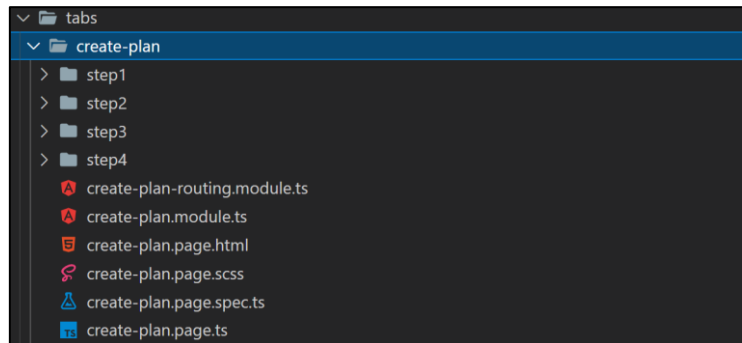 tabs
create-plan
step1
step2
step3
step4
create-plan-routing.module.ts
create-plan.module.ts
create-plan.page.html
create-plan.page.scss
create-plan.page.spec.ts
TS create-plan.page.ts